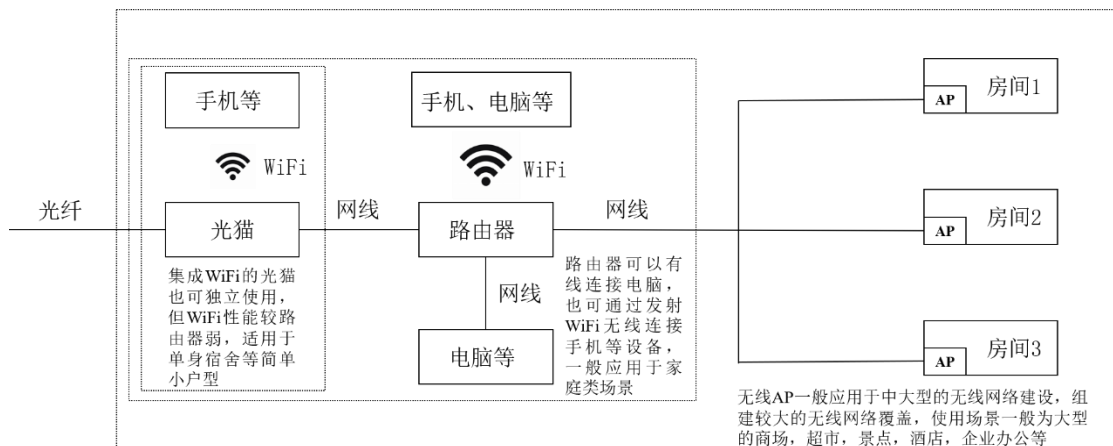 手机等
WiFi
光纤
光猫
集成WiFi的光猫
也可独立使用，
但WiFi性能较路
由器弱，适用于
单身宿舍等简单
小户型
网线
手机、电脑等
WiFi
路由器
网线
电脑等
网线
路由器可以有
线连接电脑，
也可通过发射
WiFi无线连接
手机等设备，
一般应用于家
庭类场景
AP 房间1
AP 房间2
AP 房间3
无线AP一般应用于中大型的无线网络建设，组
建较大的无线网络覆盖，使用场景一般为大型
的商场，超市，景点，酒店，企业办公等